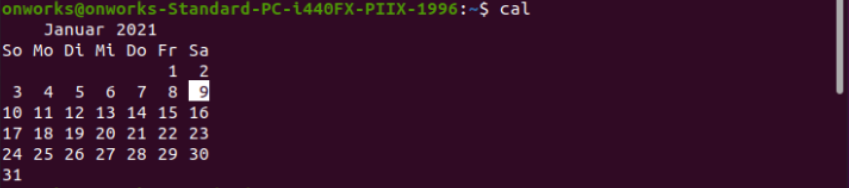 onworks@onworks-Standard-PC-i440FX-PIIX-1996:~$ cal
    Januar 2021
So Mo Di Mi Do Fr Sa
                1  2
 3  4  5  6  7  8  9
10 11 12 13 14 15 16
17 18 19 20 21 22 23
24 25 26 27 28 29 30
31